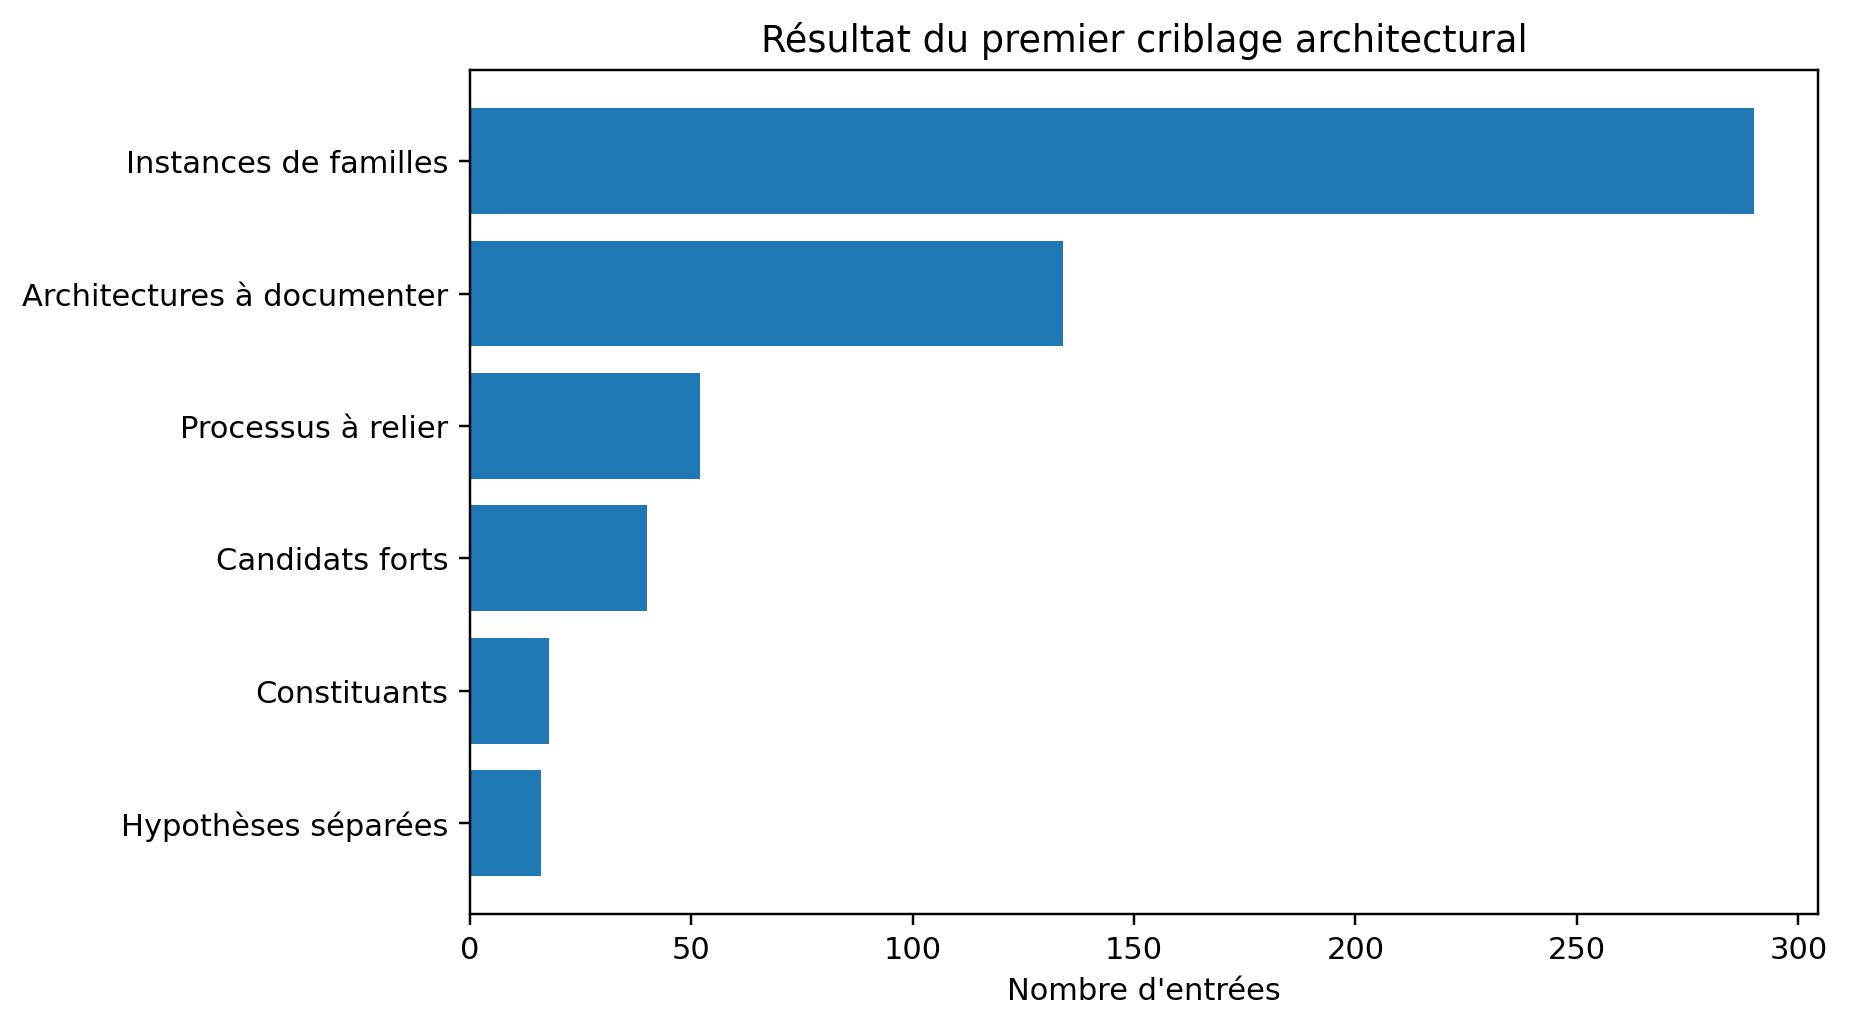 Résultat du premier criblage architectural
Instances de familles
Architectures à documenter
Processus à relier
Candidats forts
Constituants
Hypothèses séparées
0 50 100 150 200 250 300
Nombre d'entrées